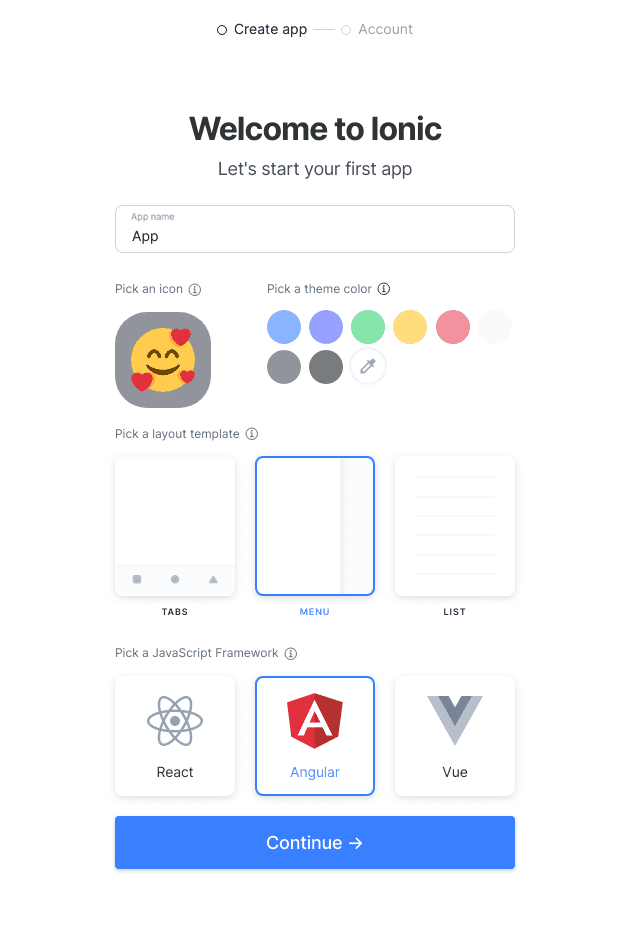 Create app Account
Welcome to Ionic
Let's start your first app
App name
App
Pick an icon
Pick a theme color
Pick a layout template
TABS MENU LIST
Pick a JavaScript Framework
React Angular Vue
Continue →